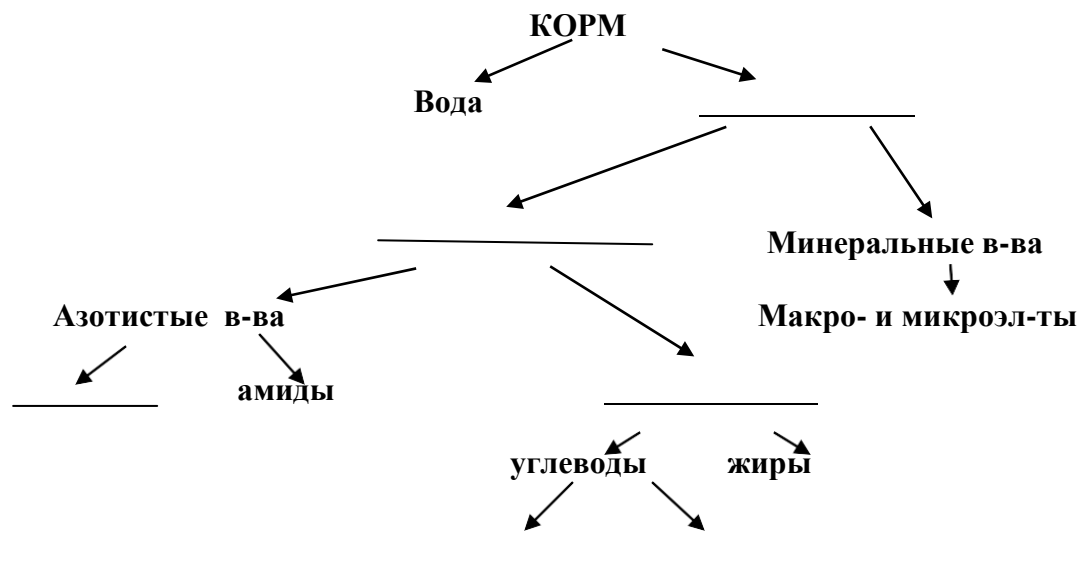 КОРМ
Вода
Минеральные в-ва
Азотистые в-ва
Макро- и микроэл-ты
амиды
углеводы
жиры